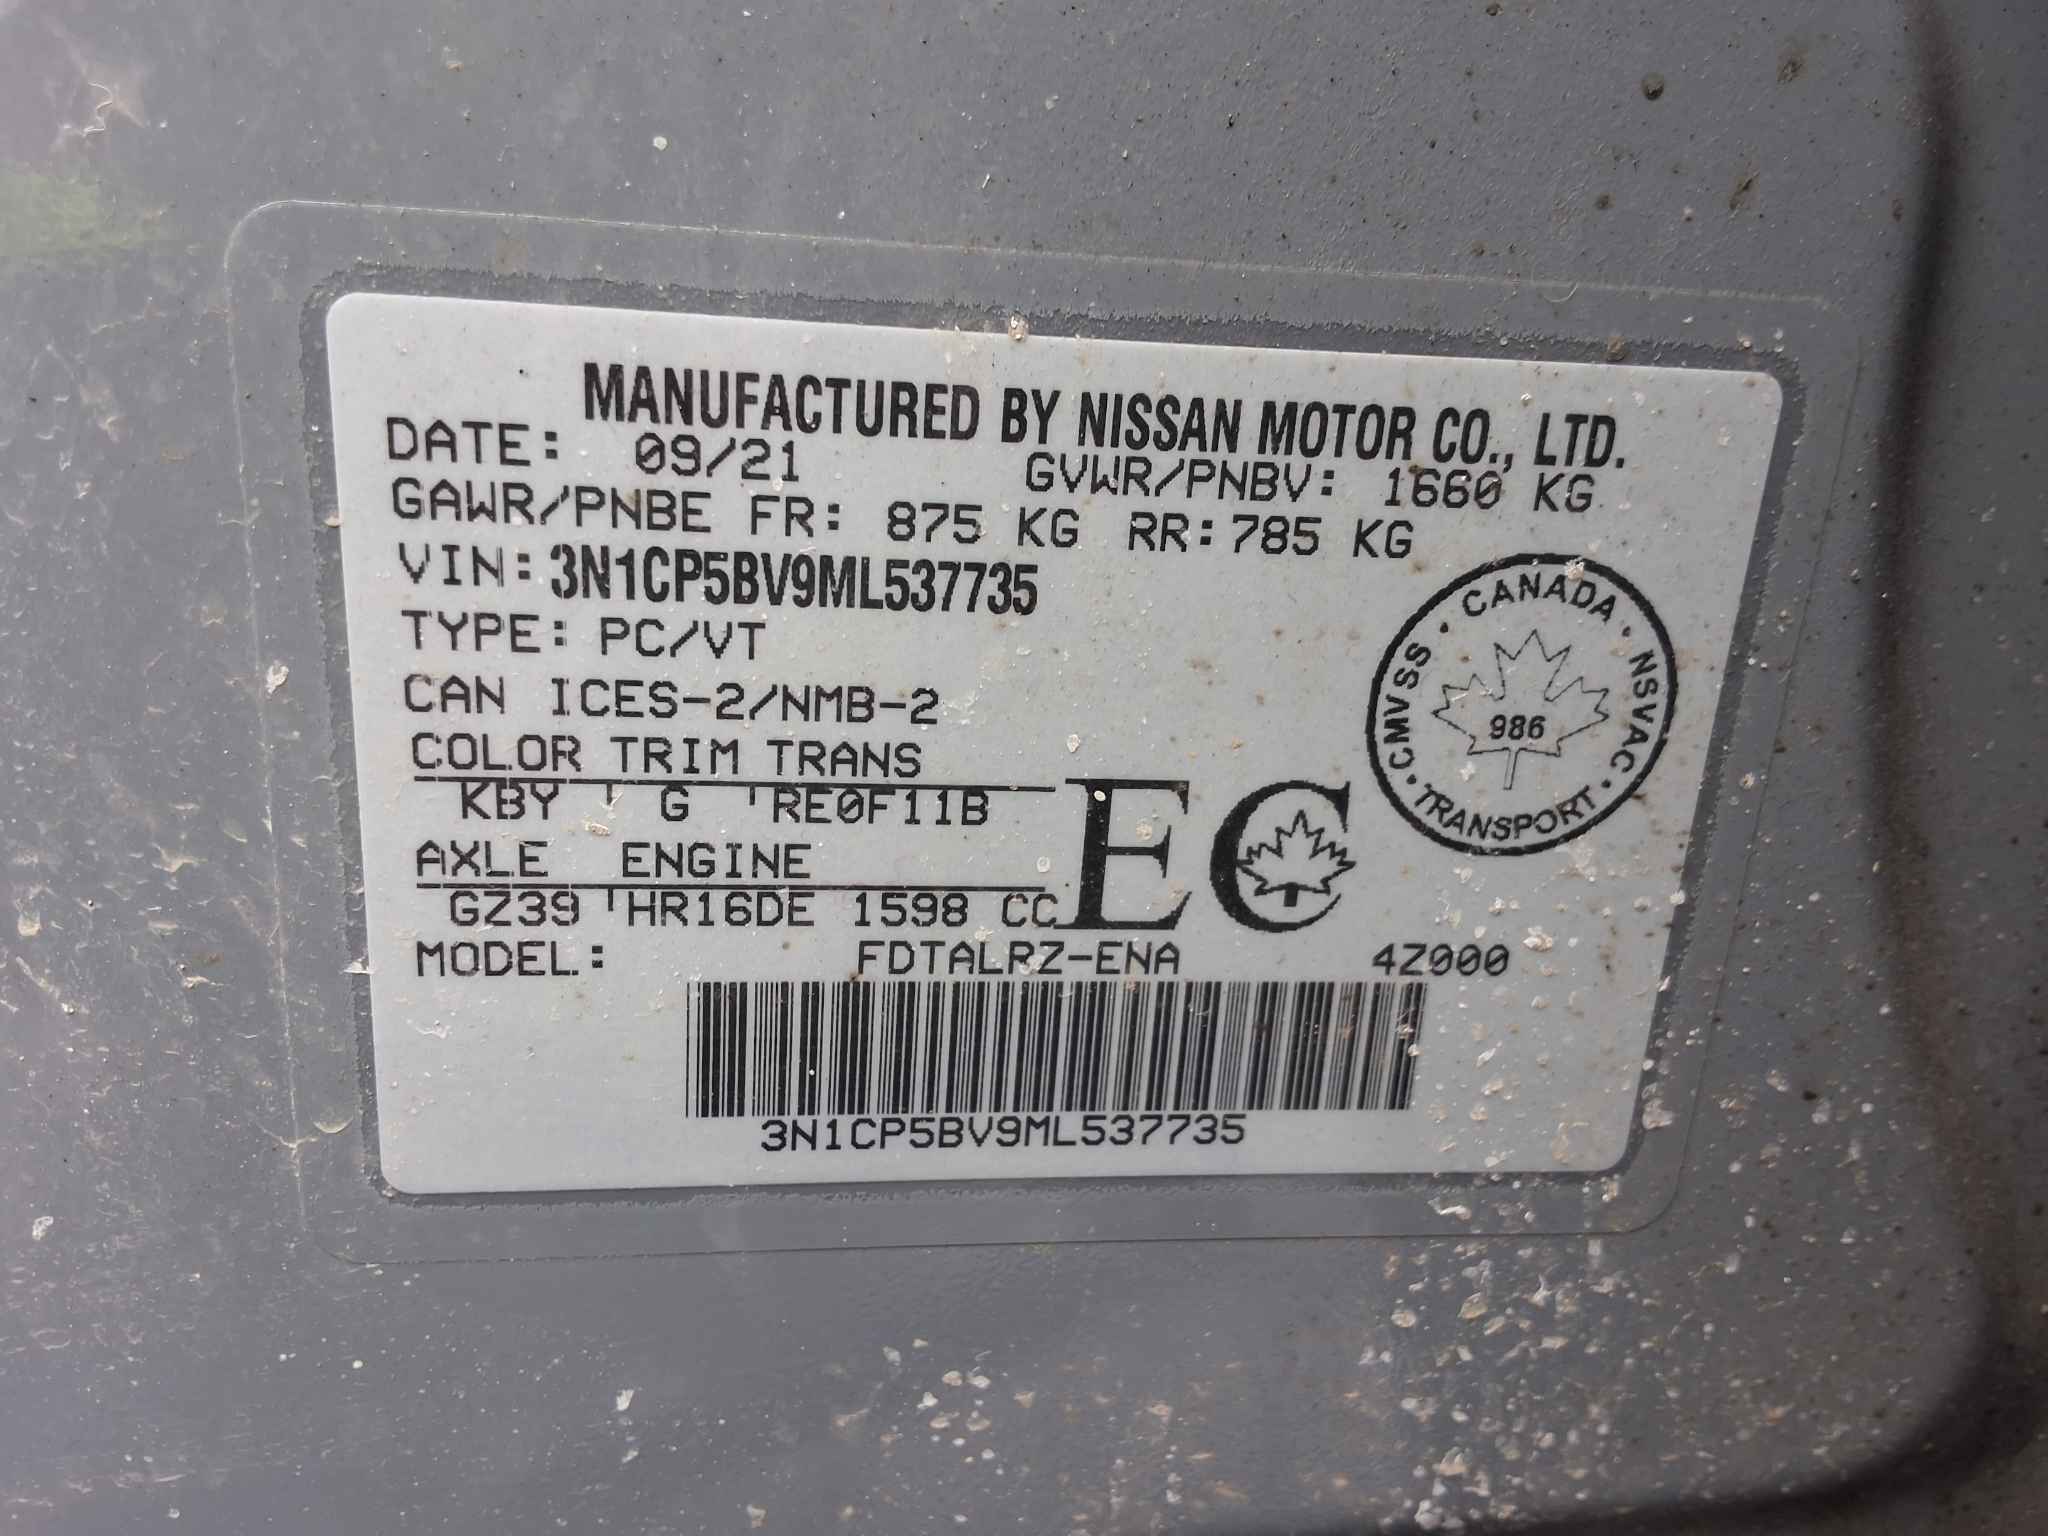 MANUFACTURED BY NISSAN MOTOR CO., LTD.
DATE: 09/21 GVWR/PNBV: 1660 KG
GAWR/PNBE FR: 875 KG RR: 785 KG
VIN: 3N1CP5BV9ML537735
TYPE: PC/VT
CAN ICES-2/NMB-2
COLOR TRIM TRANS
KBY ' G 'RE0F11B
AXLE ENGINE
GZ39 'HR16DE 1598 CC
EC
CANADA · NSVAC · TRANSPORT · CMVSS ·
986
MODEL: FDTALRZ-ENA 4Z000
3N1CP5BV9ML537735